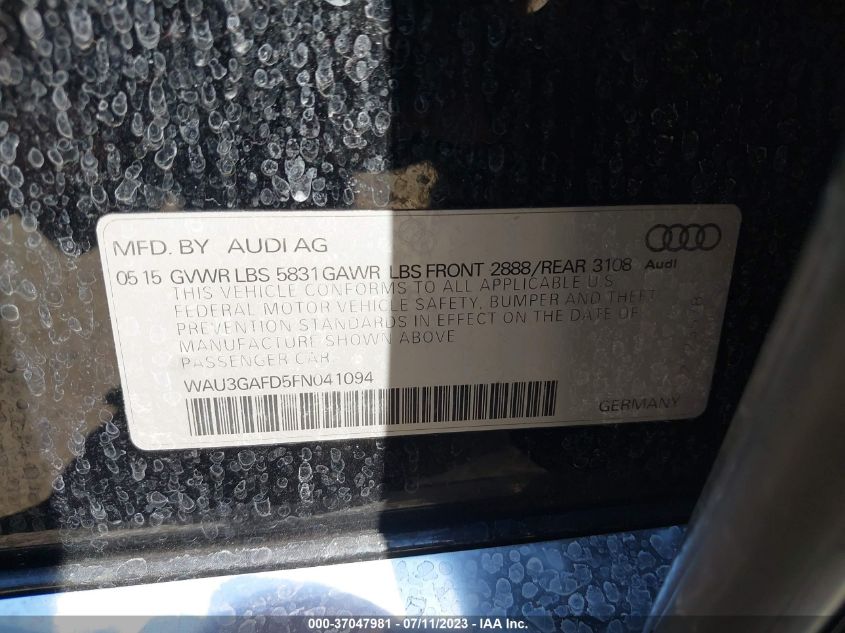 MFD. BY AUDI AG
05 15 GVWR LBS 5831 GAWR LBS FRONT 2888/REAR 3108
Audi
THIS VEHICLE CONFORMS TO ALL APPLICABLE U.S
FEDERAL MOTOR VEHICLE SAFETY, BUMPER AND THEFT
PREVENTION STANDARDS IN EFFECT ON THE DATE OF
MANUFACTURE SHOWN ABOVE
PASSENGER CAR
WAU3GAFD5FN041094
GERMANY
000-37047981 - 07/11/2023 - IAA Inc.